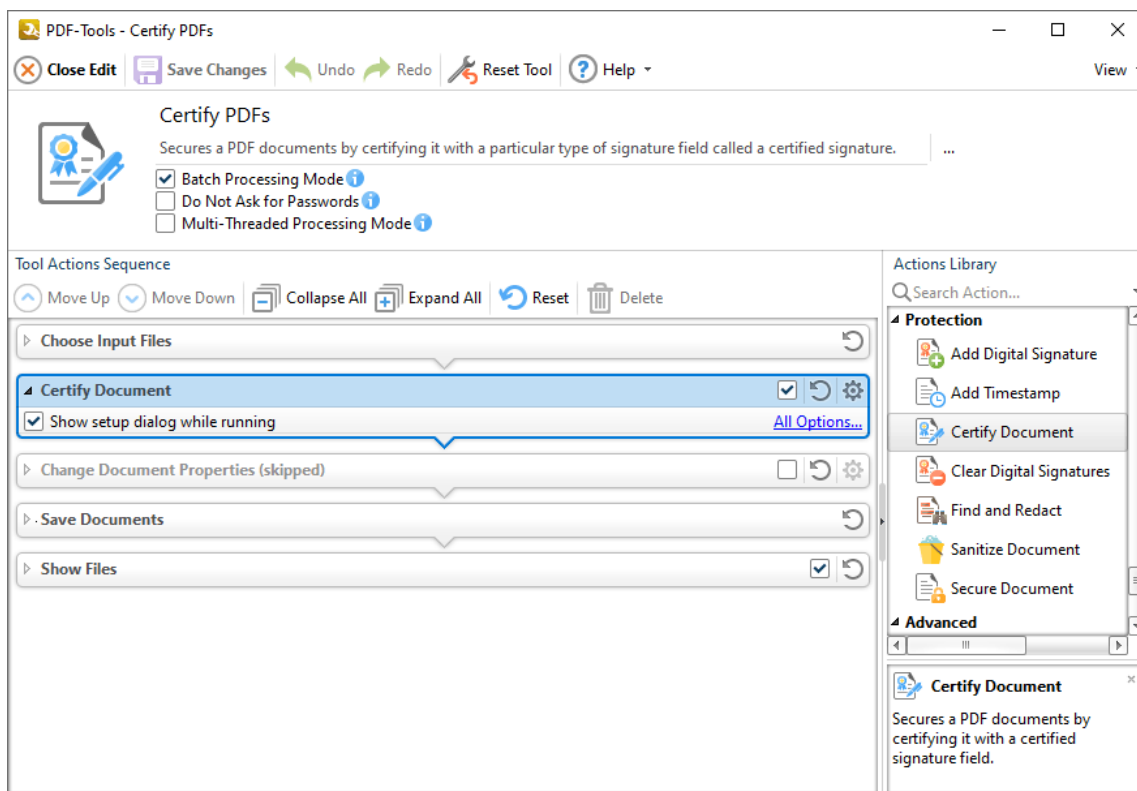 PDF-Tools - Certify PDFs
Close Edit Save Changes Undo Redo Reset Tool Help View
Certify PDFs
Secures a PDF documents by certifying it with a particular type of signature field called a certified signature. ...
Batch Processing Mode
Do Not Ask for Passwords
Multi-Threaded Processing Mode
Tool Actions Sequence
Move Up Move Down Collapse All Expand All Reset Delete
Choose Input Files
Certify Document
Show setup dialog while running All Options...
Change Document Properties (skipped)
Save Documents
Show Files
Actions Library
Search Action...
Protection
Add Digital Signature
Add Timestamp
Certify Document
Clear Digital Signatures
Find and Redact
Sanitize Document
Secure Document
Advanced
Certify Document
Secures a PDF documents by
certifying it with a certified
signature field.